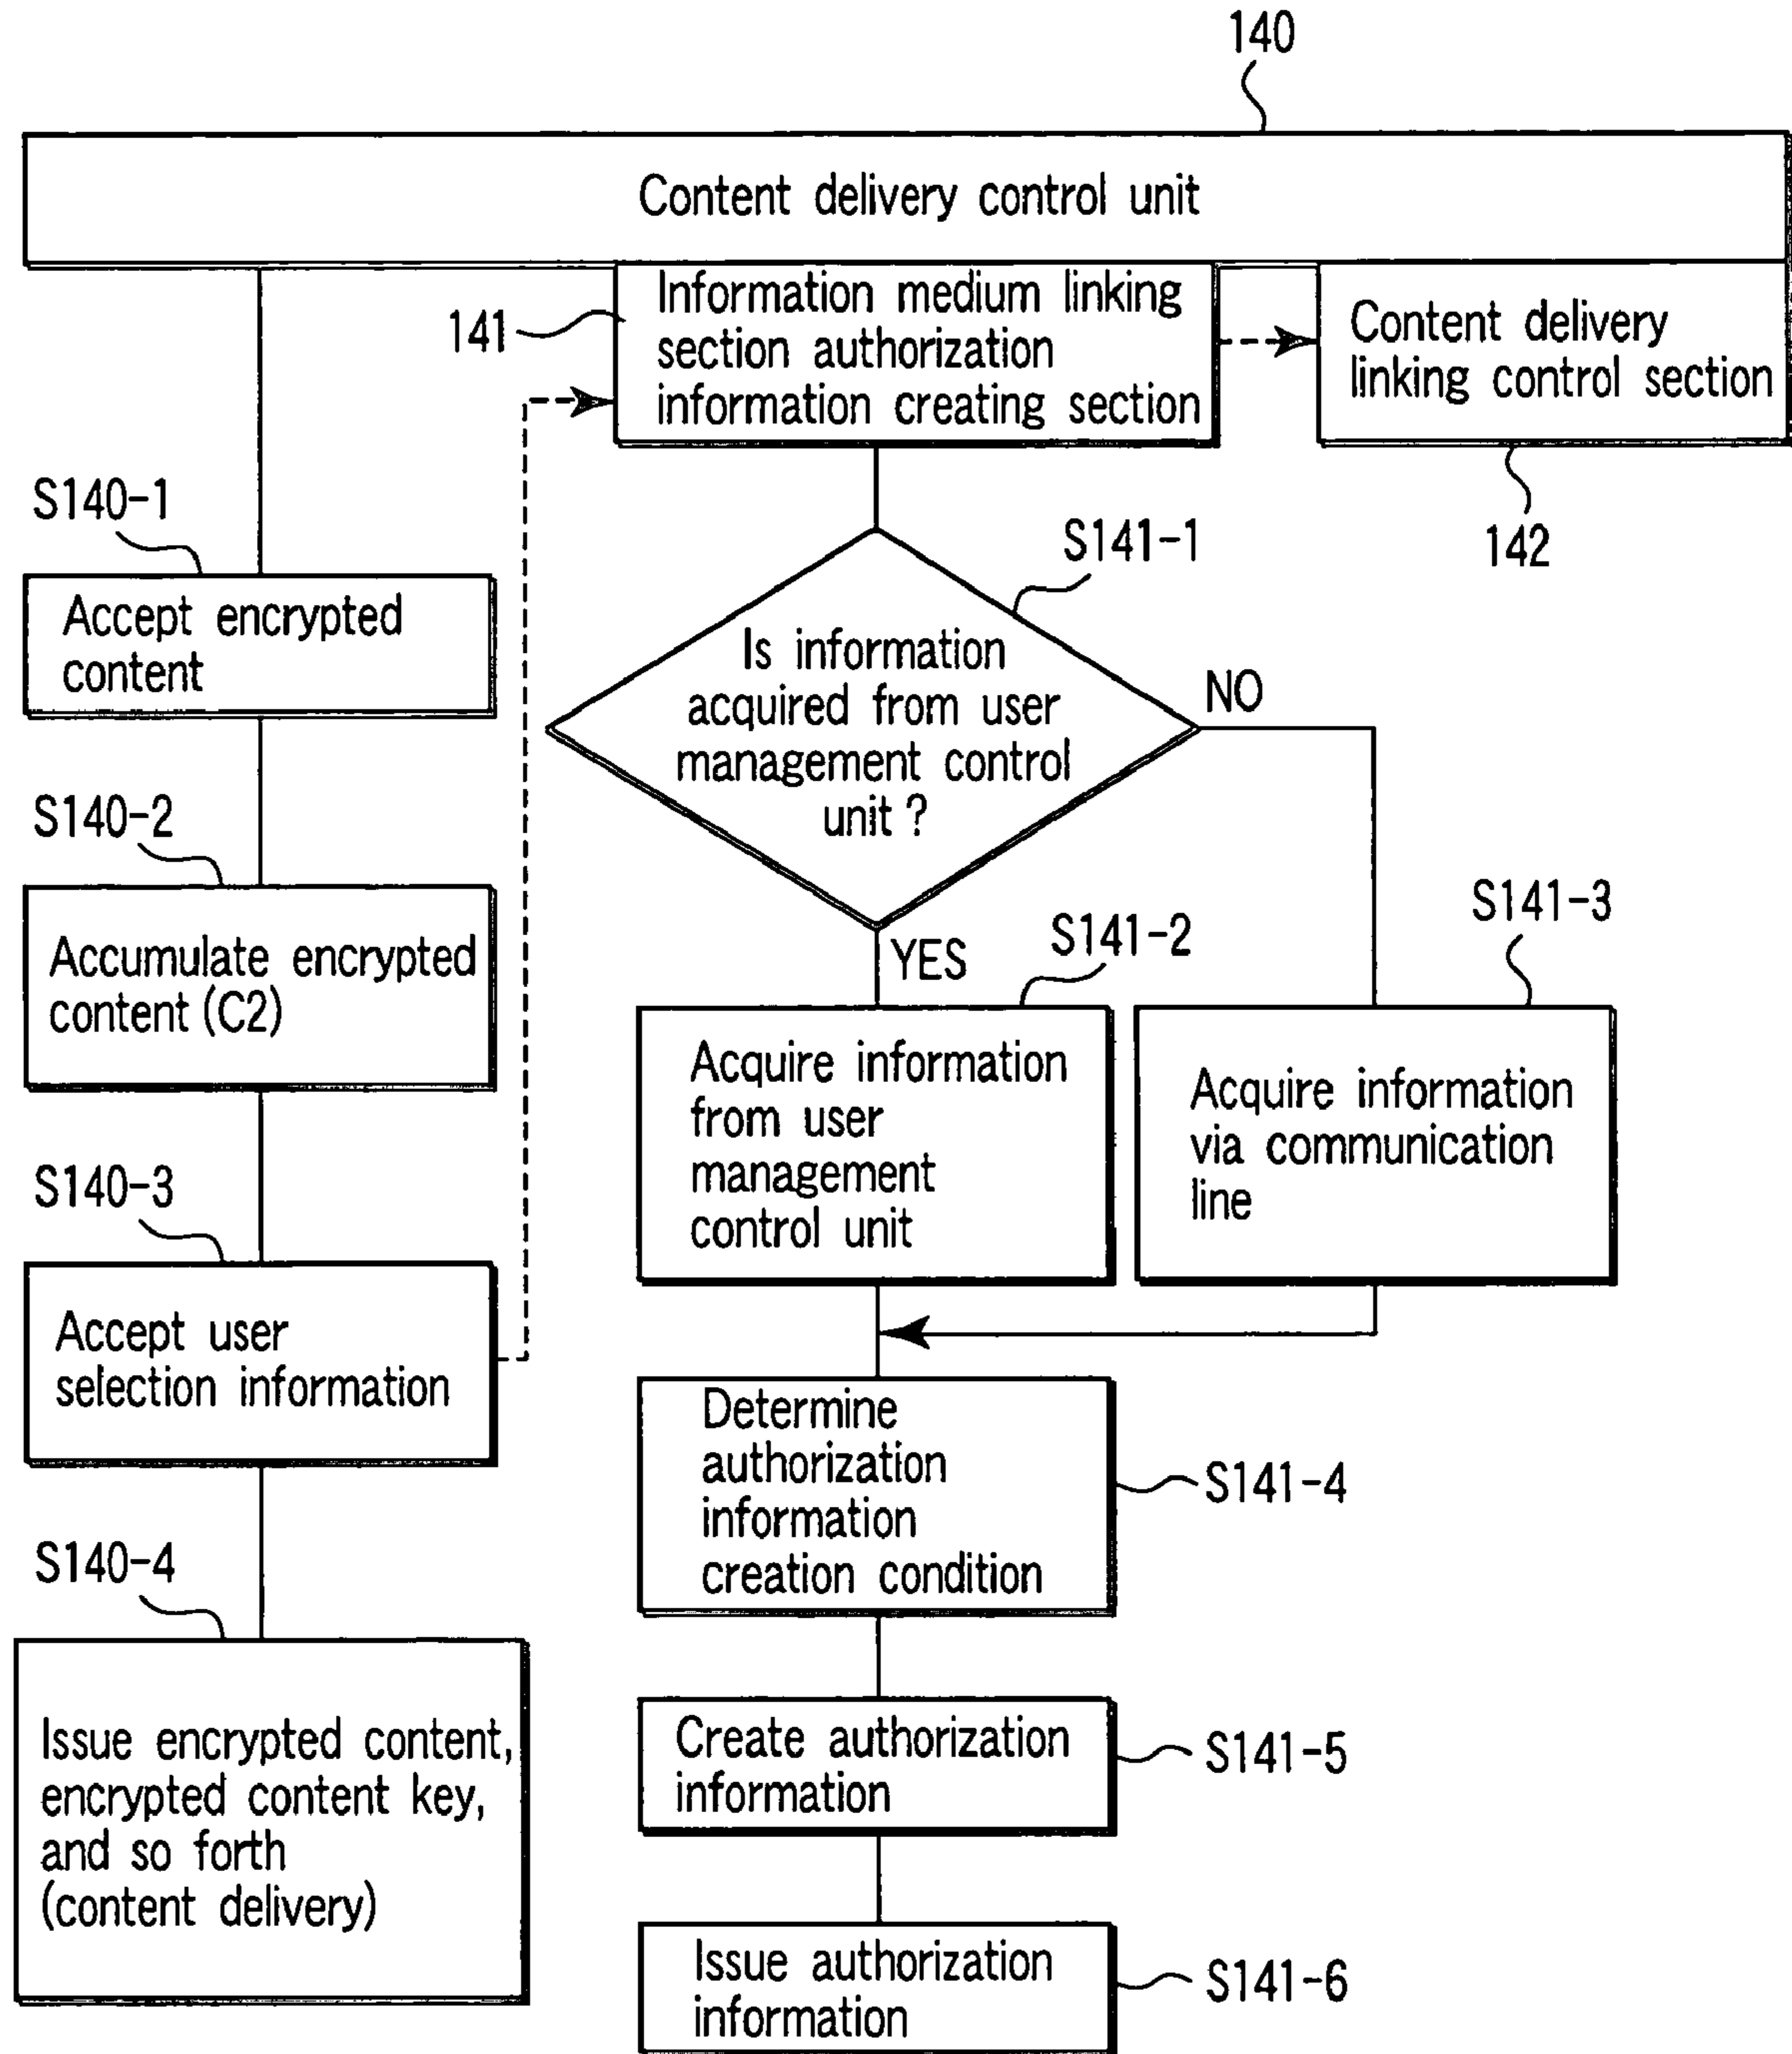 140
Content delivery control unit
141
Information medium linking
section authorization
information creating section
Content delivery
linking control section
142
S140-1
Accept encrypted
content
S140-2
Accumulate encrypted
content (C2)
S140-3
Accept user
selection information
S140-4
Issue encrypted content,
encrypted content key,
and so forth
(content delivery)
S141-1
Is information
acquired from user
management control
unit ?
NO
YES
S141-2
Acquire information
from user
management
control unit
S141-3
Acquire information
via communication
line
Determine
authorization
information
creation condition
S141-4
Create authorization
information
S141-5
Issue authorization
information
S141-6